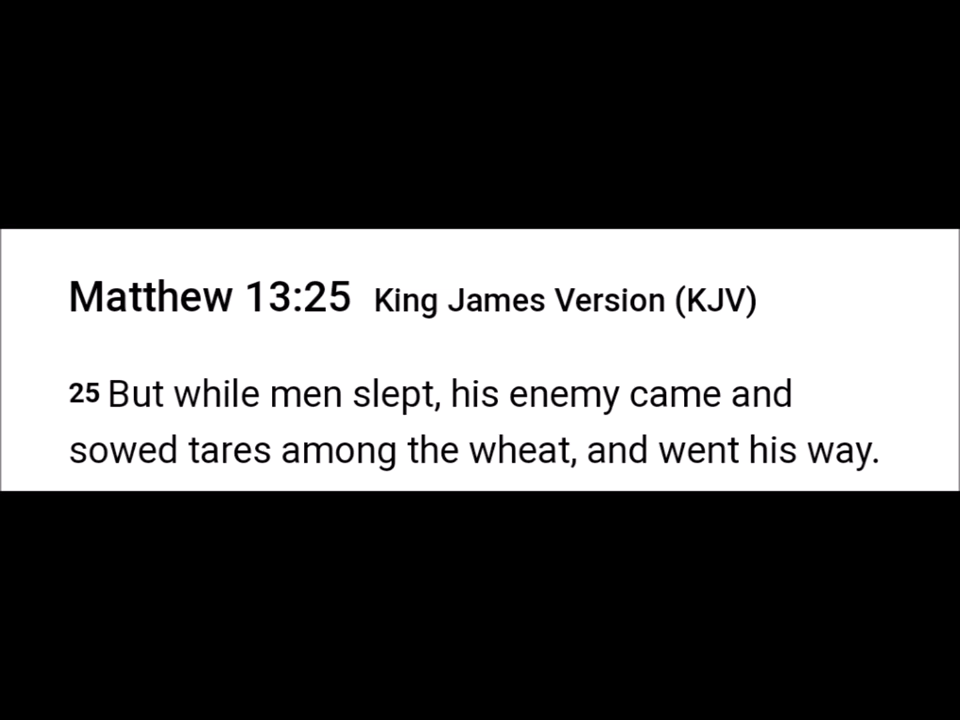 Matthew 13:25 King James Version (KJV)
25 But while men slept, his enemy came and
sowed tares among the wheat, and went his way.